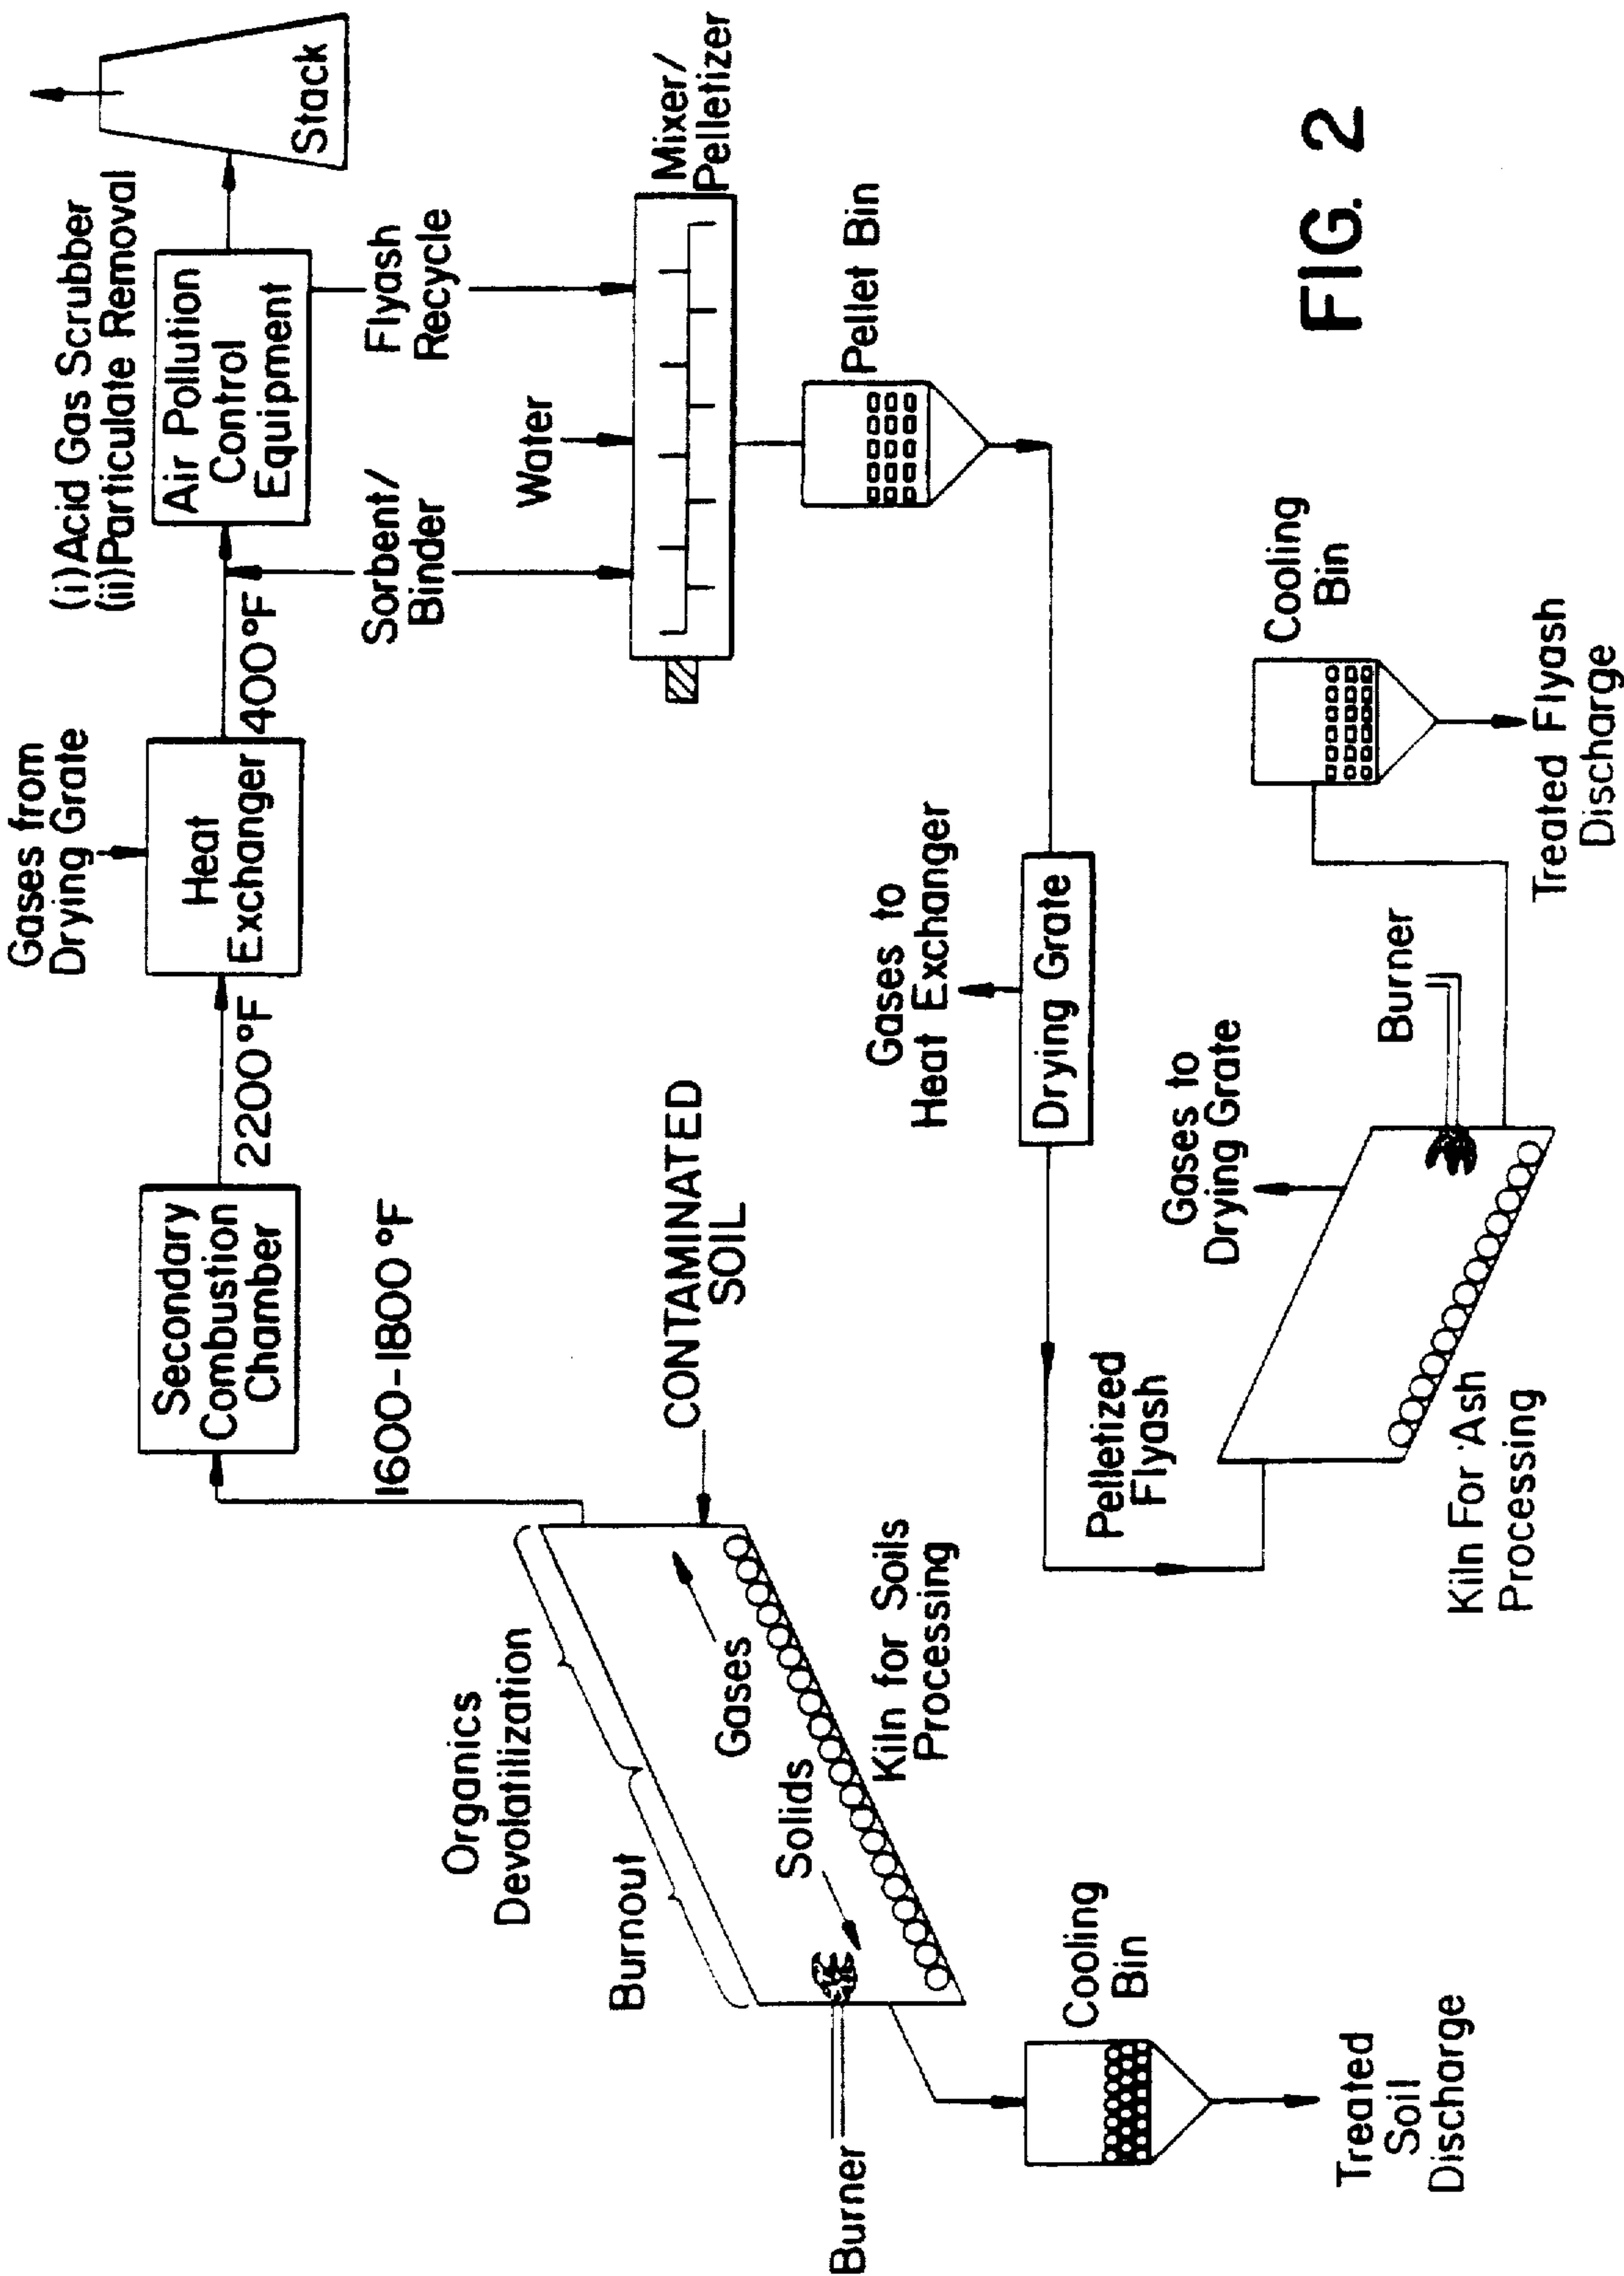 (i)Acid Gas Scrubber
(ii)Particulate Removal
Gases from
Drying Grate
Secondary
Combustion
Chamber
2200°F
Heat
Exchanger
400°F
Air Pollution
Control
Equipment
Stack
1600-1800°F
Sorbent/
Binder
Flyash
Recycle
Water
Mixer/
Pelletizer
Organics
Devolatilization
Burnout
CONTAMINATED
SOIL
Gases
Solids
Burner
Kiln for Soils
Processing
Pellet Bin
Gases to
Heat Exchanger
Drying Grate
Pelletized
Flyash
Cooling
Bin
Treated
Soil
Discharge
Gases to
Drying Grate
Burner
Kiln For Ash
Processing
Cooling
Bin
Treated Flyash
Discharge
FIG. 2